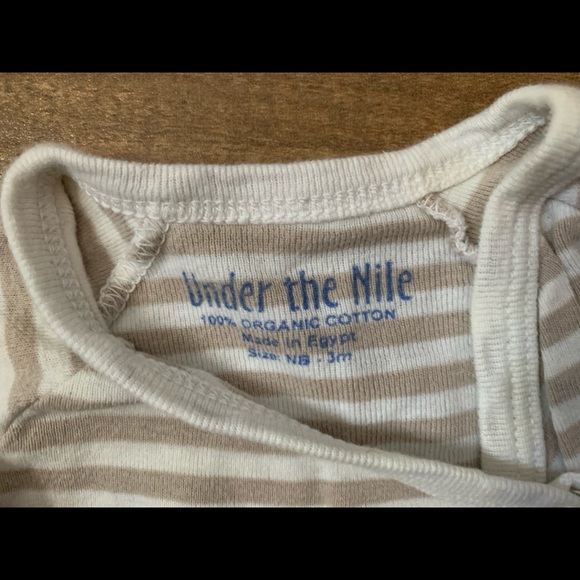 Under the Nile
100% ORGANIC COTTON
Made in Egypt
Size: NB - 3m